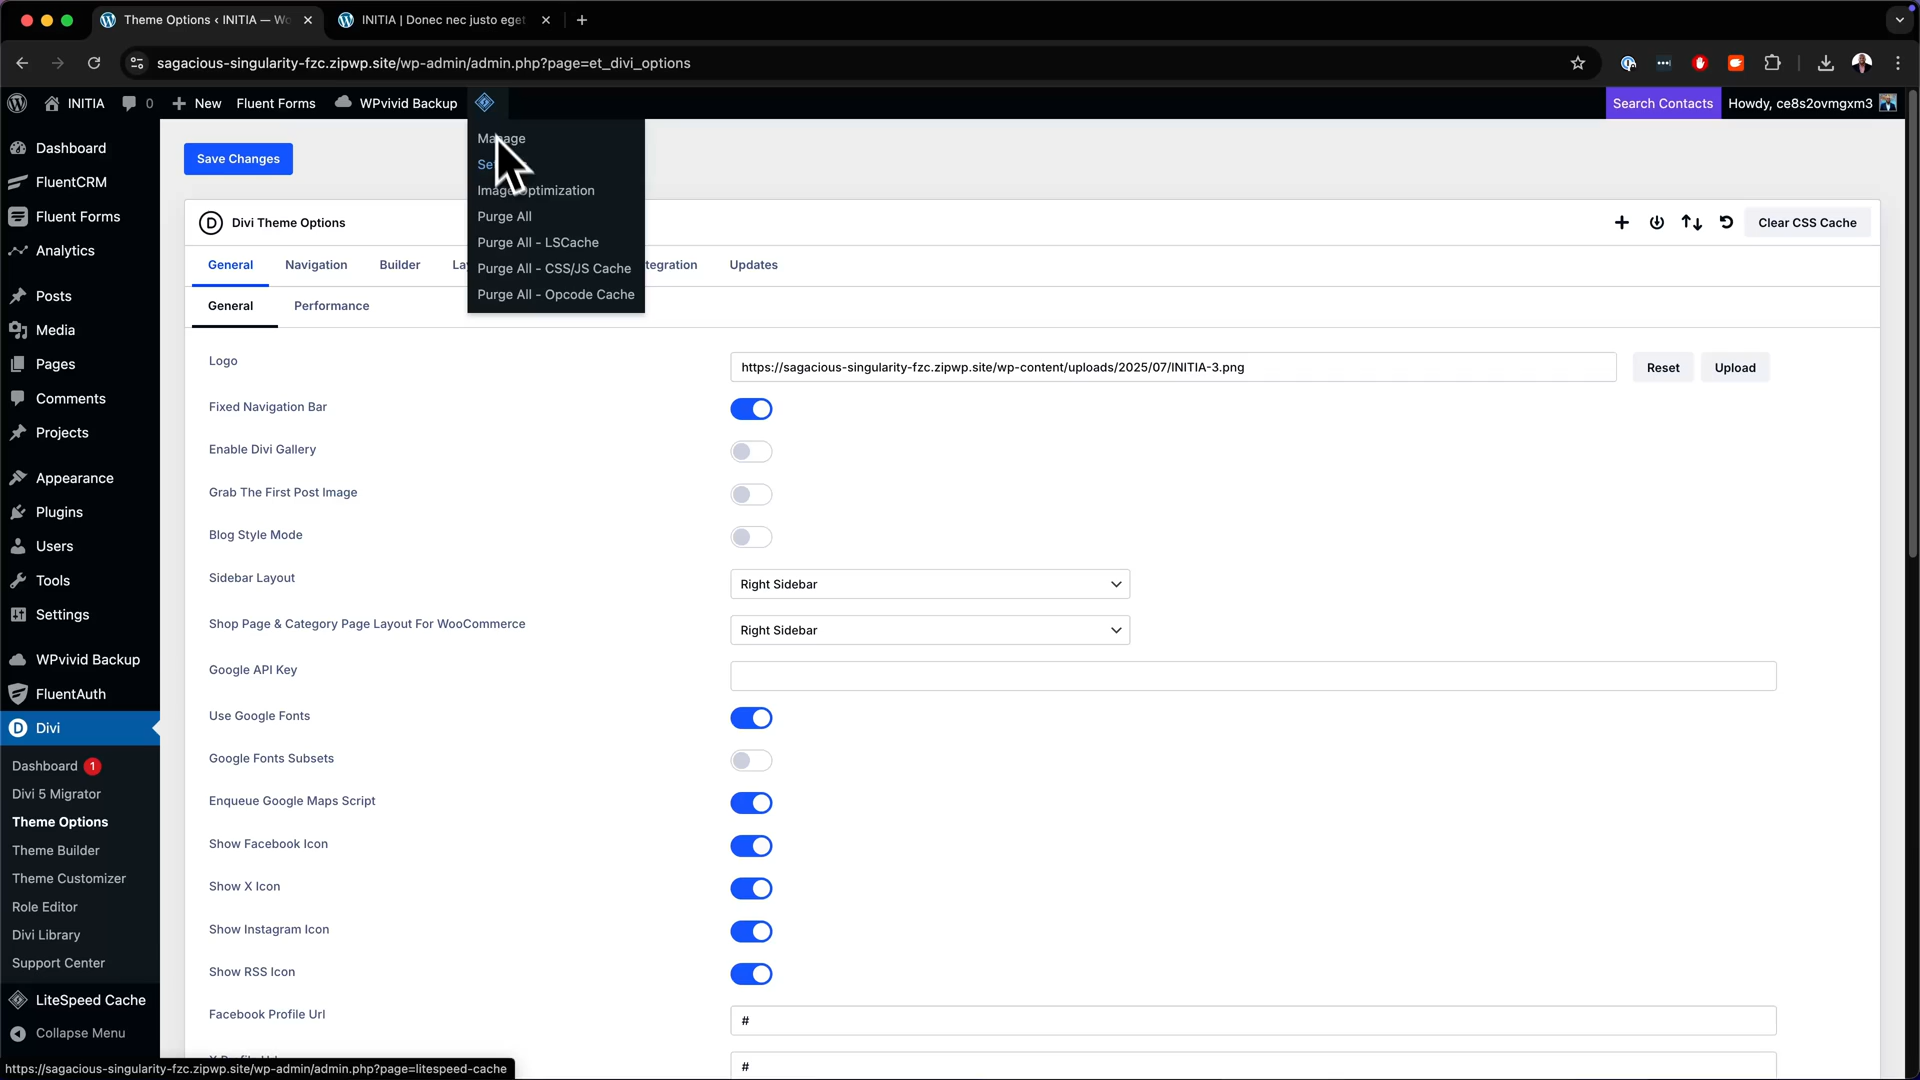 Theme Options ‹ INITIA — Wo
INITIA | Donec nec justo eget
sagacious-singularity-fzc.zipwp.site/wp-admin/admin.php?page=et_divi_options
INITIA
0
New
Fluent Forms
WPvivid Backup
Search Contacts
Howdy, ce8s2ovmgxm3
Manage
Image Optimization
Purge All
Purge All - LSCache
Purge All - CSS/JS Cache
Purge All - Opcode Cache
Dashboard
FluentCRM
Fluent Forms
Analytics
Posts
Media
Pages
Comments
Projects
Appearance
Plugins
Users
Tools
Settings
WPvivid Backup
FluentAuth
Divi
Dashboard 1
Divi 5 Migrator
Theme Options
Theme Builder
Theme Customizer
Role Editor
Divi Library
Support Center
LiteSpeed Cache
Collapse Menu
Save Changes
Divi Theme Options
Clear CSS Cache
General
Navigation
Builder
La
tegration
Updates
General
Performance
Logo
https://sagacious-singularity-fzc.zipwp.site/wp-content/uploads/2025/07/INITIA-3.png
Reset
Upload
Fixed Navigation Bar
Enable Divi Gallery
Grab The First Post Image
Blog Style Mode
Sidebar Layout
Right Sidebar
Shop Page & Category Page Layout For WooCommerce
Right Sidebar
Google API Key
Use Google Fonts
Google Fonts Subsets
Enqueue Google Maps Script
Show Facebook Icon
Show X Icon
Show Instagram Icon
Show RSS Icon
Facebook Profile Url
#
#
https://sagacious-singularity-fzc.zipwp.site/wp-admin/admin.php?page=litespeed-cache